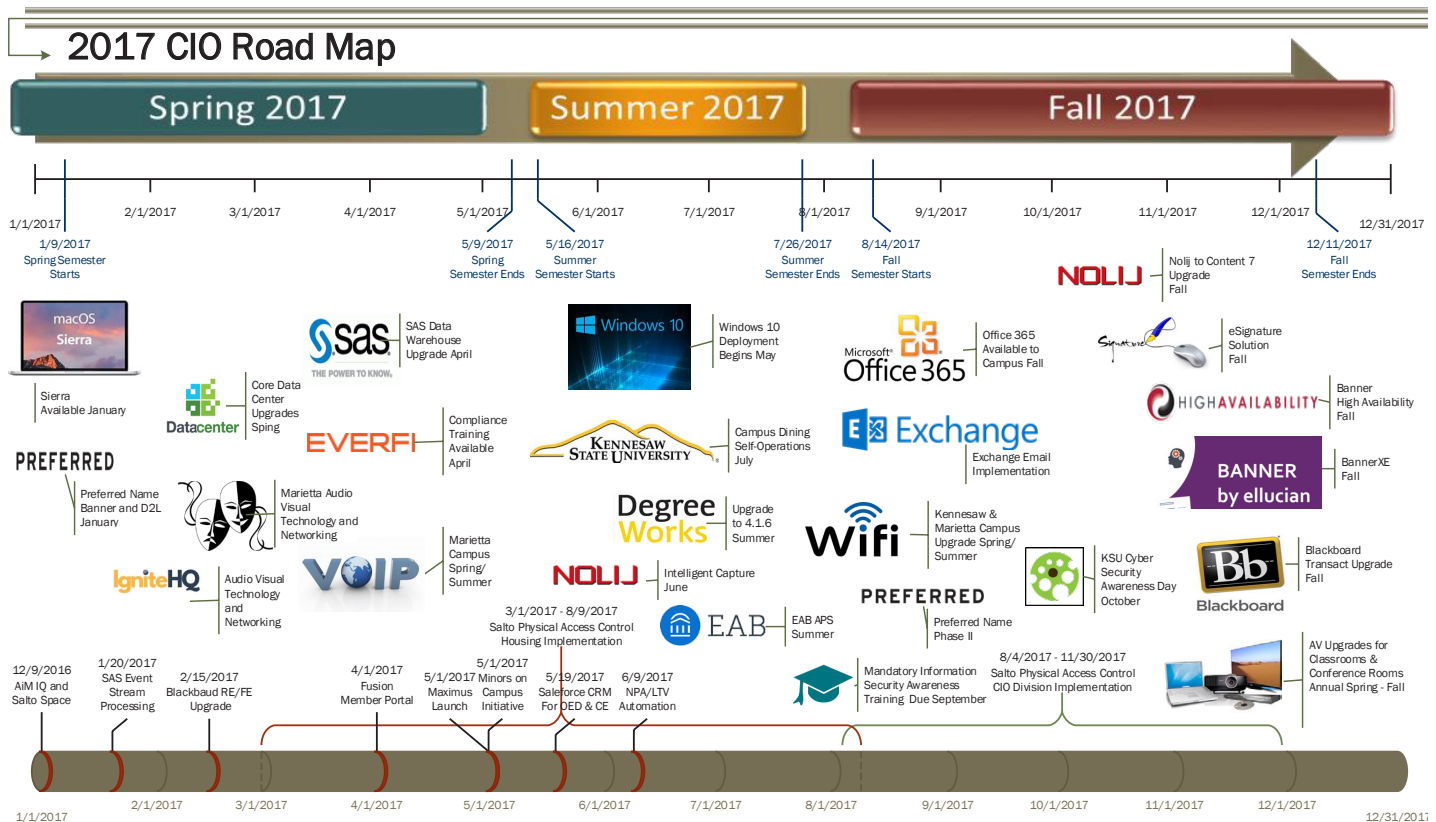 2017 CIO Road Map
Spring 2017
Summer 2017
Fall 2017
1/1/2017
2/1/2017
3/1/2017
4/1/2017
5/1/2017
6/1/2017
7/1/2017
8/1/2017
9/1/2017
10/1/2017
11/1/2017
12/1/2017
12/31/2017
1/9/2017
Spring Semester
Starts
5/9/2017
Spring
Semester Ends
5/16/2017
Summer
Semester Starts
7/26/2017
Summer
Semester Ends
8/14/2017
Fall
Semester Starts
12/11/2017
Fall
Semester Ends
NOLIJ
Nolij to Content 7
Upgrade
Fall
macOS
Sierra
Sierra
Available January
Datacenter
Core Data
Center
Upgrades
Sping
sas
THE POWER TO KNOW.
SAS Data
Warehouse
Upgrade April
Windows 10
Windows 10
Deployment
Begins May
Microsoft®
Office 365
Office 365
Available to
Campus Fall
Signature
eSignature
Solution
Fall
HIGHAVAILABILITY
Banner
High Availability
Fall
EVERFI
Compliance
Training
Available
April
KENNESAW
STATE UNIVERSITY
Campus Dining
Self-Operations
July
E Exchange
Exchange Email
Implementation
BANNER
by ellucian
BannerXE
Fall
PREFERRED
Preferred Name
Banner and D2L
January
Marietta Audio
Visual
Technology and
Networking
Degree
Works
Upgrade
to 4.1.6
Summer
Wifi
Kennesaw &
Marietta Campus
Upgrade Spring/
Summer
VOIP
Marietta
Campus
Spring/
Summer
IgniteHQ
Audio Visual
Technology
and
Networking
NOLIJ
Intelligent Capture
June
KSU Cyber
Security
Awareness Day
October
Bb
Blackboard
Blackboard
Transact Upgrade
Fall
PREFERRED
Preferred Name
Phase II
EAB
EAB APS
Summer
Mandatory Information
Security Awareness
Training Due September
AV Upgrades for
Classrooms &
Conference Rooms
Annual Spring - Fall
3/1/2017 - 8/9/2017
Salto Physical Access Control
Housing Implementation
8/4/2017 - 11/30/2017
Salto Physical Access Control
CIO Division Implementation
12/9/2016
AiM IQ and
Salto Space
1/20/2017
SAS Event
Stream
Processing
2/15/2017
Blackbaud RE/FE
Upgrade
4/1/2017
Fusion
Member Portal
5/1/2017
Maximus
Launch
5/1/2017
Minors on
Campus
Initiative
5/19/2017
Saleforce CRM
For OED & CE
6/9/2017
NPA/LTV
Automation
1/1/2017
2/1/2017
3/1/2017
4/1/2017
5/1/2017
6/1/2017
7/1/2017
8/1/2017
9/1/2017
10/1/2017
11/1/2017
12/1/2017
12/31/2017